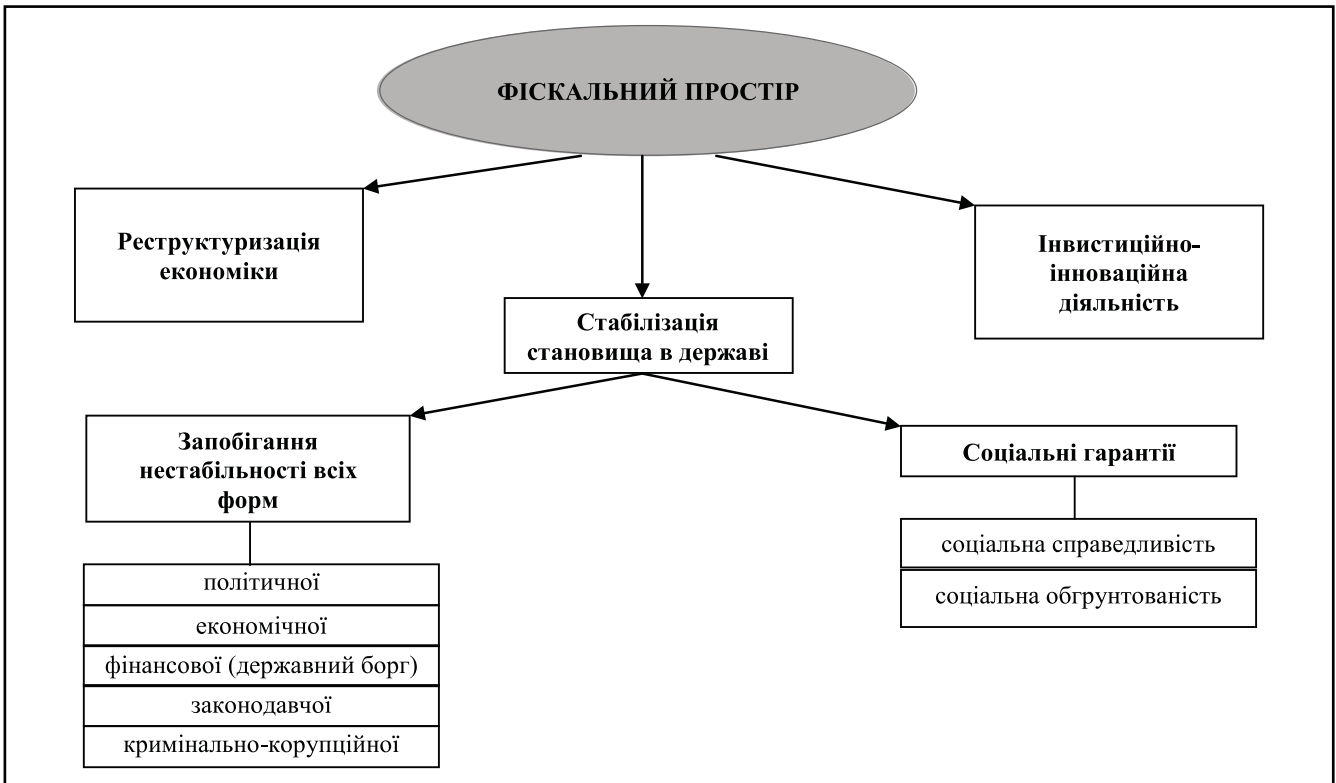 ФІСКАЛЬНИЙ ПРОСТІР
Реструктуризація
економіки
Інвистиційно-
інноваційна
діяльність
Стабілізація
становища в державі
Запобігання
нестабільності всіх
форм
Соціальні гарантії
політичної
економічної
фінансової (державний борг)
законодавчої
кримінально-корупційної
соціальна справедливість
соціальна обгрунтованість